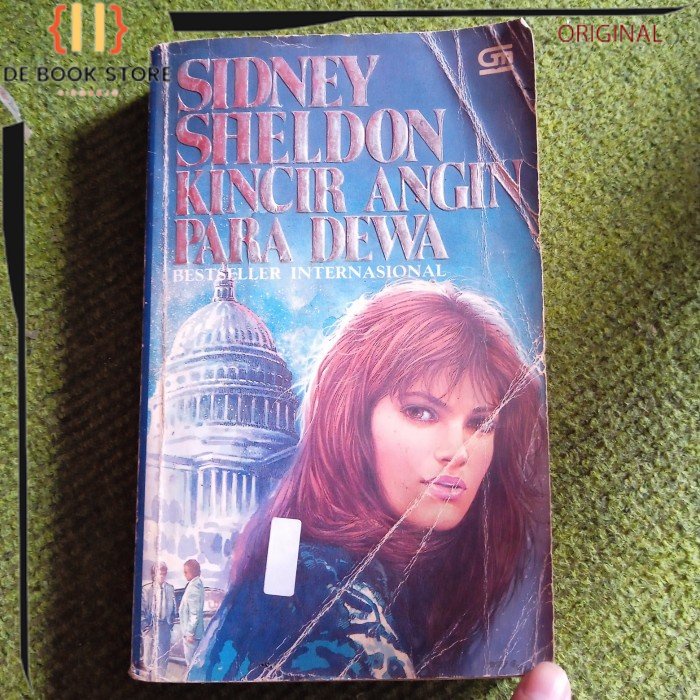 DE BOOK STORE
ORIGINAL
SIDNEY
SHELDON
KINCIR ANGIN
PARA DEWA
BESTSELLER INTERNASIONAL